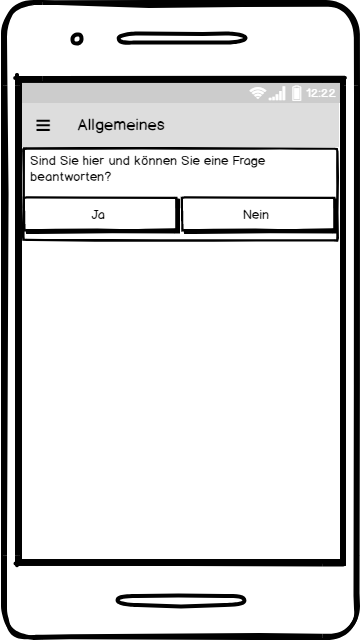 12:22
Allgemeines
Sind Sie hier und können Sie eine Frage
beantworten?
Ja
Nein